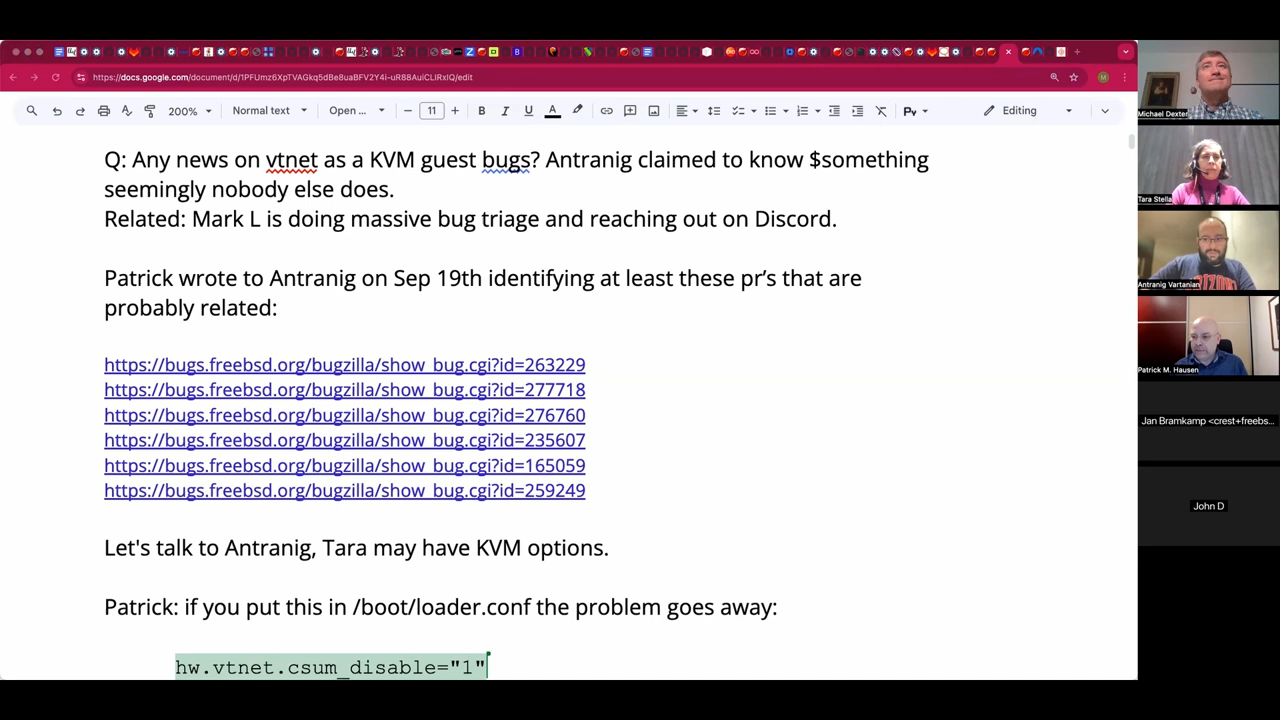 https://docs.google.com/document/d/1PFUmz6XpTVAGkq5dBe8uaBFV2Y4i-uR88AuiCLIRxIQ/edit
M
200%
Normal text
Open ...
11
B
I
U
A
Editing
Q: Any news on vtnet as a KVM guest bugs? Antranig claimed to know $something
seemingly nobody else does.
Related: Mark L is doing massive bug triage and reaching out on Discord.
Patrick wrote to Antranig on Sep 19th identifying at least these pr’s that are
probably related:
https://bugs.freebsd.org/bugzilla/show_bug.cgi?id=263229
https://bugs.freebsd.org/bugzilla/show_bug.cgi?id=277718
https://bugs.freebsd.org/bugzilla/show_bug.cgi?id=276760
https://bugs.freebsd.org/bugzilla/show_bug.cgi?id=235607
https://bugs.freebsd.org/bugzilla/show_bug.cgi?id=165059
https://bugs.freebsd.org/bugzilla/show_bug.cgi?id=259249
Let's talk to Antranig, Tara may have KVM options.
Patrick: if you put this in /boot/loader.conf the problem goes away:
hw.vtnet.csum_disable="1"
Michael Dexter
Tara Stella
Antranig Vartanian
Patrick M. Hausen
Jan Bramkamp <crest+freebs...
John D